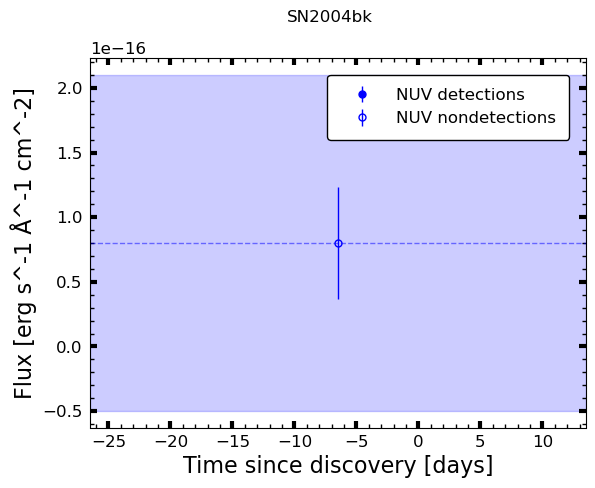 SN2004bk
1e−16
NUV detections
NUV nondetections
2.0
1.5
1.0
0.5
0.0
−0.5
Flux [erg s^-1 Å^-1 cm^-2]
−25 −20 −15 −10 −5 0 5 10
Time since discovery [days]